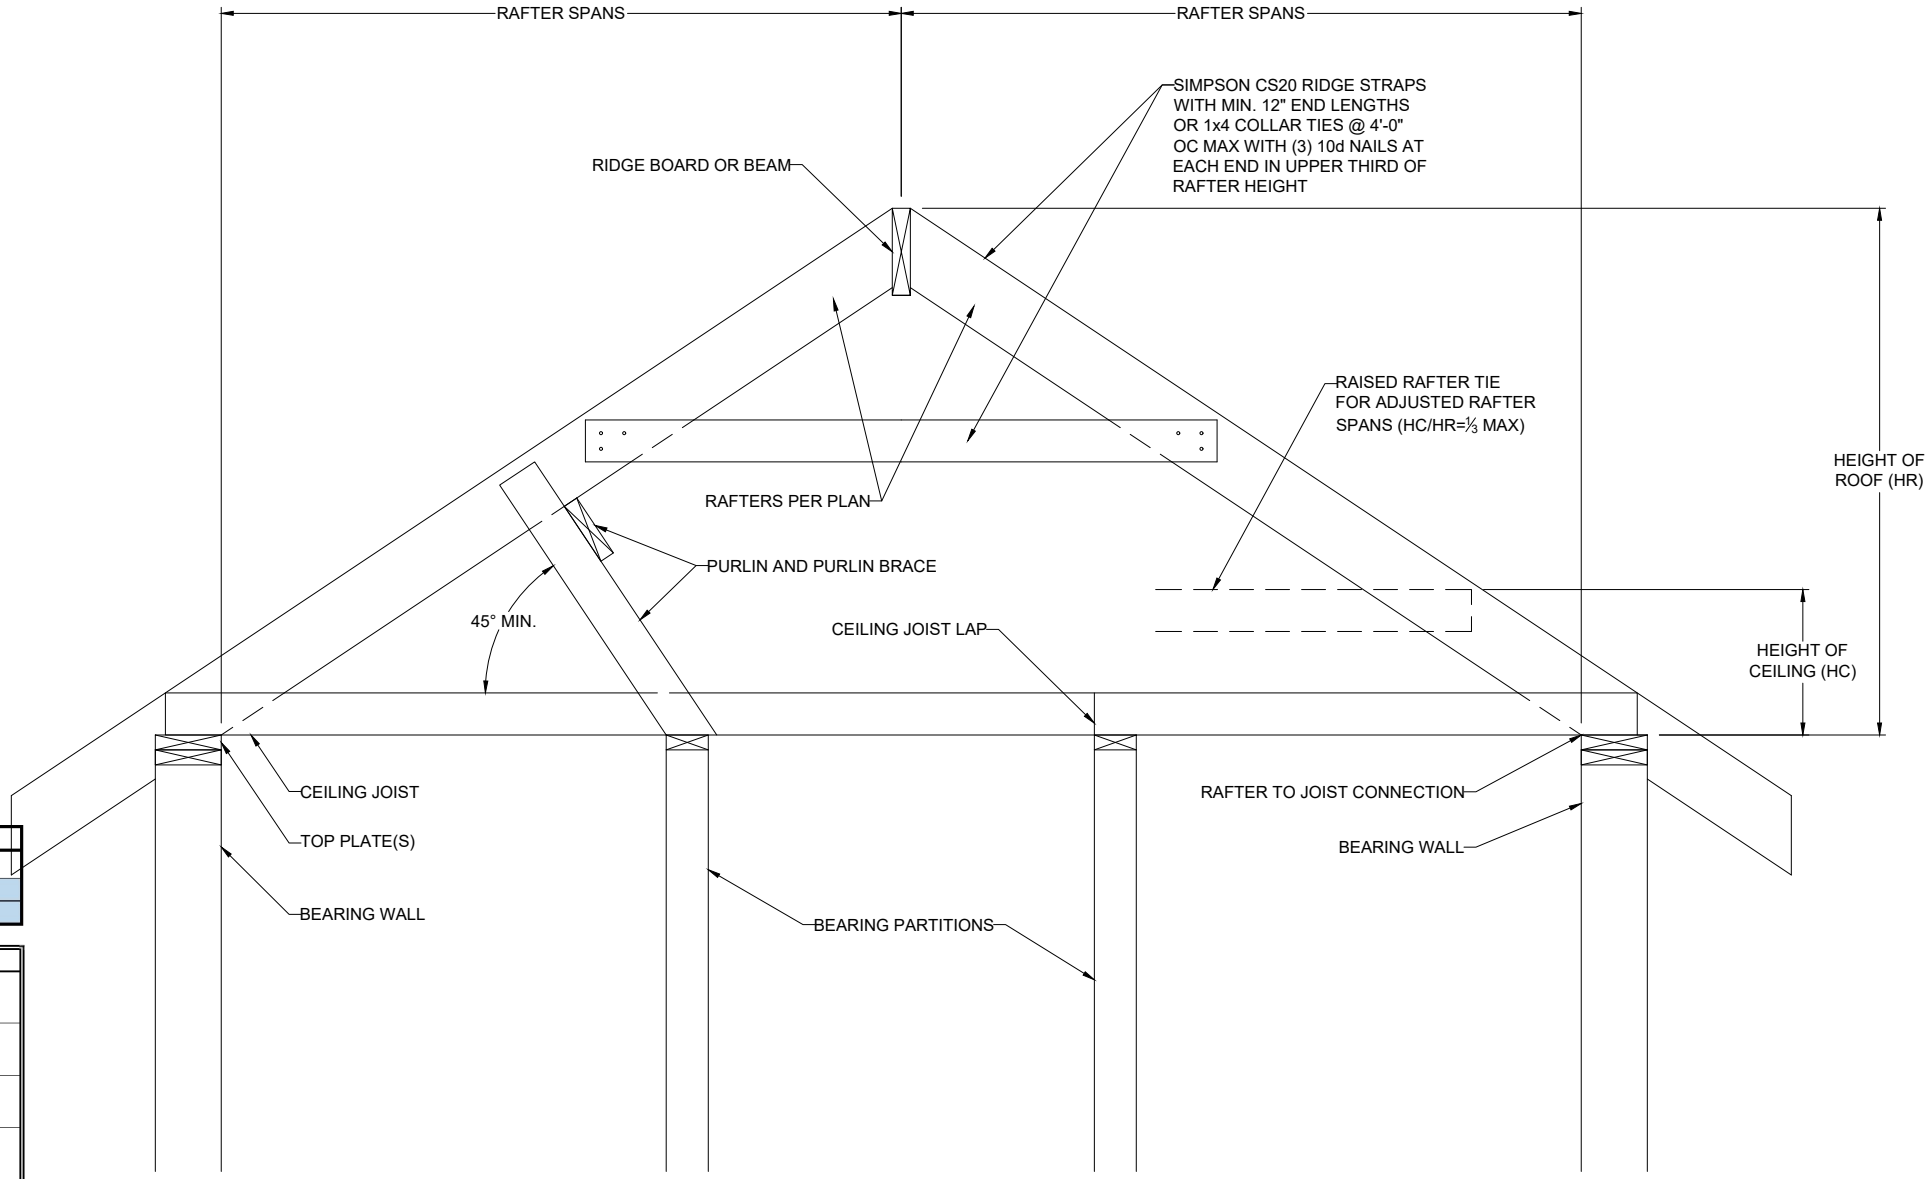 RAFTER SPANS
RAFTER SPANS
SIMPSON CS20 RIDGE STRAPS
WITH MIN. 12" END LENGTHS
OR 1x4 COLLAR TIES @ 4'-0"
OC MAX WITH (3) 10d NAILS AT
EACH END IN UPPER THIRD OF
RAFTER HEIGHT
RIDGE BOARD OR BEAM
RAISED RAFTER TIE
FOR ADJUSTED RAFTER
SPANS (HC/HR=⅓ MAX)
HEIGHT OF
ROOF (HR)
RAFTERS PER PLAN
PURLIN AND PURLIN BRACE
45° MIN.
CEILING JOIST LAP
HEIGHT OF
CEILING (HC)
CEILING JOIST
RAFTER TO JOIST CONNECTION
TOP PLATE(S)
BEARING WALL
BEARING WALL
BEARING PARTITIONS